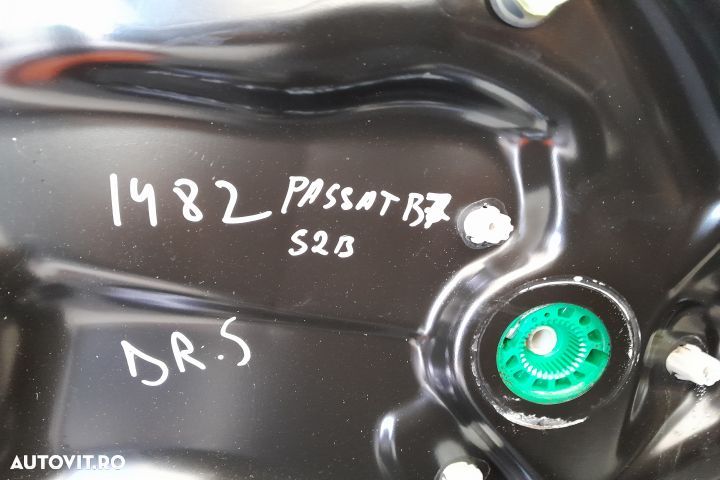 1482 PASSAT B7
S2B
DR.S
AUTOVIT.RO